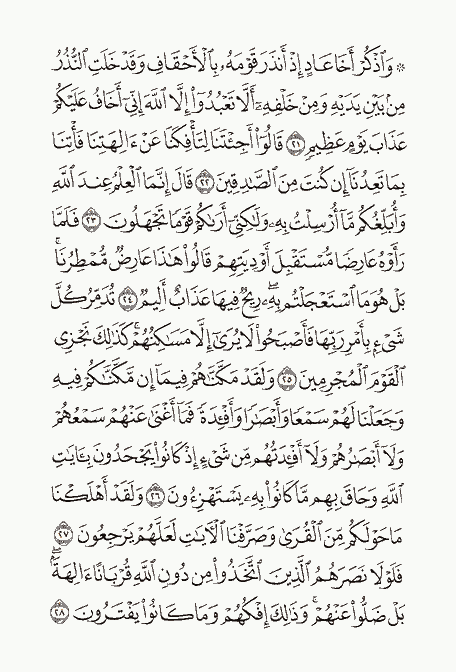 ۞ وَٱذۡكُرۡ أَخَا عَادٍ إِذۡ أَنذَرَ قَوۡمَهُۥ بِٱلۡأَحۡقَافِ وَقَدۡ خَلَتِ ٱلنُّذُرُ
مِنۢ بَيۡنِ يَدَيۡهِ وَمِنۡ خَلۡفِهِۦٓ أَلَّا تَعۡبُدُوٓاْ إِلَّا ٱللَّهَ إِنِّيٓ أَخَافُ عَلَيۡكُمۡ
عَذَابَ يَوۡمٍ عَظِيمٖ ٢١ قَالُوٓاْ أَجِئۡتَنَا لِتَأۡفِكَنَا عَنۡ ءَالِهَتِنَا فَأۡتِنَا
بِمَا تَعِدُنَآ إِن كُنتَ مِنَ ٱلصَّٰدِقِينَ ٢٢ قَالَ إِنَّمَا ٱلۡعِلۡمُ عِندَ ٱللَّهِ
وَأُبَلِّغُكُم مَّآ أُرۡسِلۡتُ بِهِۦ وَلَٰكِنِّيٓ أَرَىٰكُمۡ قَوۡمٗا تَجۡهَلُونَ ٢٣ فَلَمَّا
رَأَوۡهُ عَارِضٗا مُّسۡتَقۡبِلَ أَوۡدِيَتِهِمۡ قَالُواْ هَٰذَا عَارِضٞ مُّمۡطِرُنَاۚ
بَلۡ هُوَ مَا ٱسۡتَعۡجَلۡتُم بِهِۦۖ رِيحٞ فِيهَا عَذَابٌ أَلِيمٞ ٢٤ تُدَمِّرُ كُلَّ
شَيۡءِۭ بِأَمۡرِ رَبِّهَا فَأَصۡبَحُواْ لَا يُرَىٰٓ إِلَّا مَسَٰكِنُهُمۡۚ كَذَٰلِكَ نَجۡزِي
ٱلۡقَوۡمَ ٱلۡمُجۡرِمِينَ ٢٥ وَلَقَدۡ مَكَّنَّٰهُمۡ فِيمَآ إِن مَّكَّنَّٰكُمۡ فِيهِ
وَجَعَلۡنَا لَهُمۡ سَمۡعٗا وَأَبۡصَٰرٗا وَأَفۡـِٔدَةٗ فَمَآ أَغۡنَىٰ عَنۡهُمۡ سَمۡعُهُمۡ
وَلَآ أَبۡصَٰرُهُمۡ وَلَآ أَفۡـِٔدَتُهُم مِّن شَيۡءٍ إِذۡ كَانُواْ يَجۡحَدُونَ بِـَٔايَٰتِ
ٱللَّهِ وَحَاقَ بِهِم مَّا كَانُواْ بِهِۦ يَسۡتَهۡزِءُونَ ٢٦ وَلَقَدۡ أَهۡلَكۡنَا
مَا حَوۡلَكُم مِّنَ ٱلۡقُرَىٰ وَصَرَّفۡنَا ٱلۡأٓيَٰتِ لَعَلَّهُمۡ يَرۡجِعُونَ ٢٧
فَلَوۡلَا نَصَرَهُمُ ٱلَّذِينَ ٱتَّخَذُواْ مِن دُونِ ٱللَّهِ قُرۡبَانًا ءَالِهَةَۢۖ
بَلۡ ضَلُّواْ عَنۡهُمۡۚ وَذَٰلِكَ إِفۡكُهُمۡ وَمَا كَانُواْ يَفۡتَرُونَ ٢٨